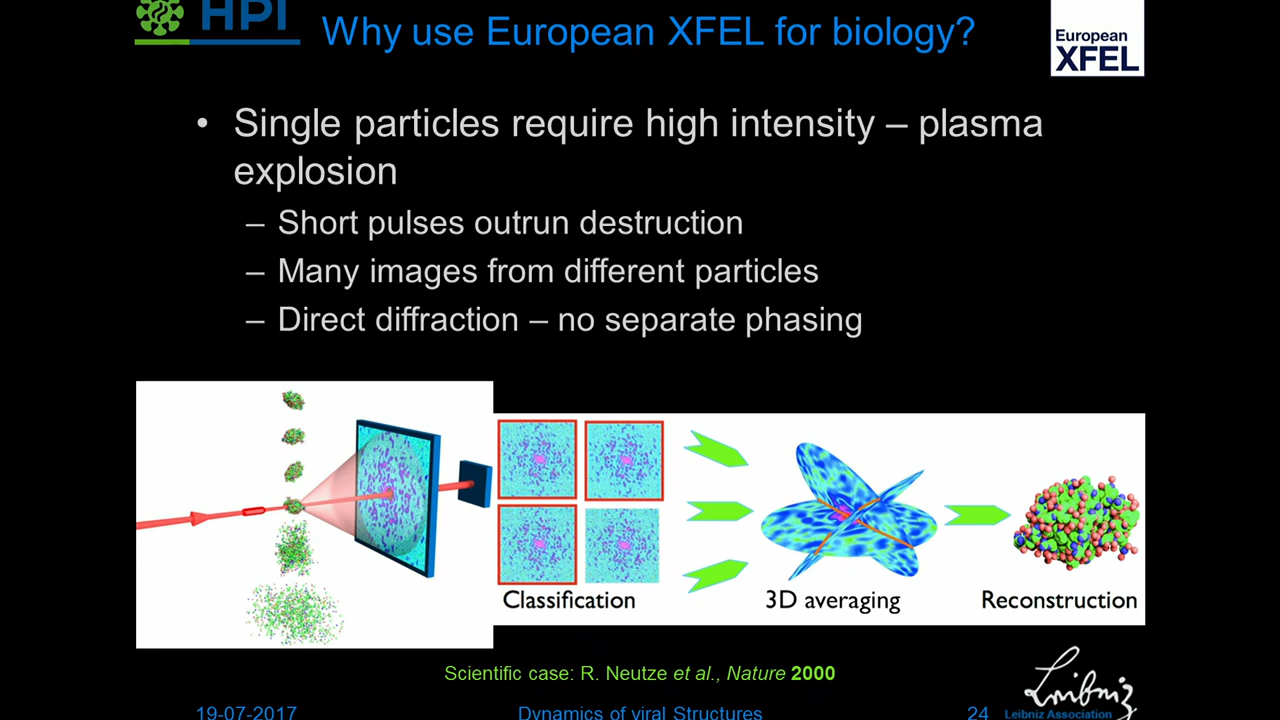 HPI
Why use European XFEL for biology?
European
XFEL
• Single particles require high intensity – plasma
explosion
– Short pulses outrun destruction
– Many images from different particles
– Direct diffraction – no separate phasing
Classification
3D averaging
Reconstruction
Scientific case: R. Neutze et al., Nature 2000
19-07-2017
Dynamics of viral Structures
24
Leibniz
Leibniz Association